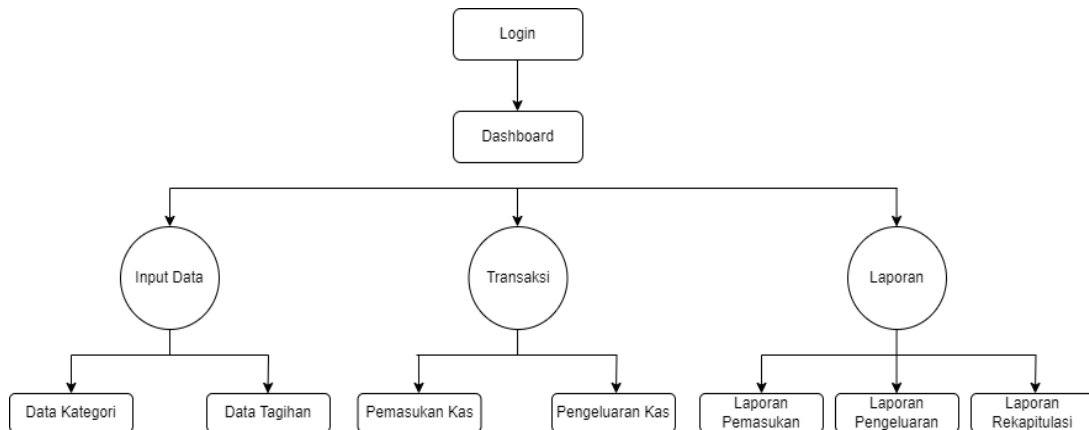 Login
Dashboard
Input Data
Transaksi
Laporan
Data Kategori
Data Tagihan
Pemasukan Kas
Pengeluaran Kas
Laporan
Pemasukan
Laporan
Pengeluaran
Laporan
Rekapitulasi